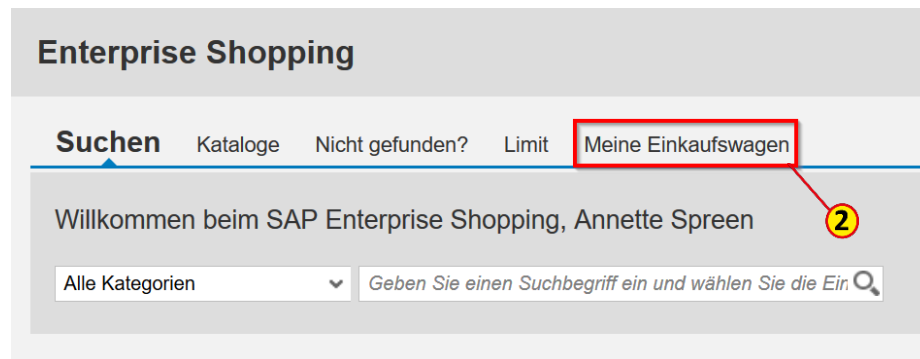 Enterprise Shopping
Suchen Kataloge Nicht gefunden? Limit Meine Einkaufswagen
Willkommen beim SAP Enterprise Shopping, Annette Spreen
2
Alle Kategorien Geben Sie einen Suchbegriff ein und wählen Sie die Ein